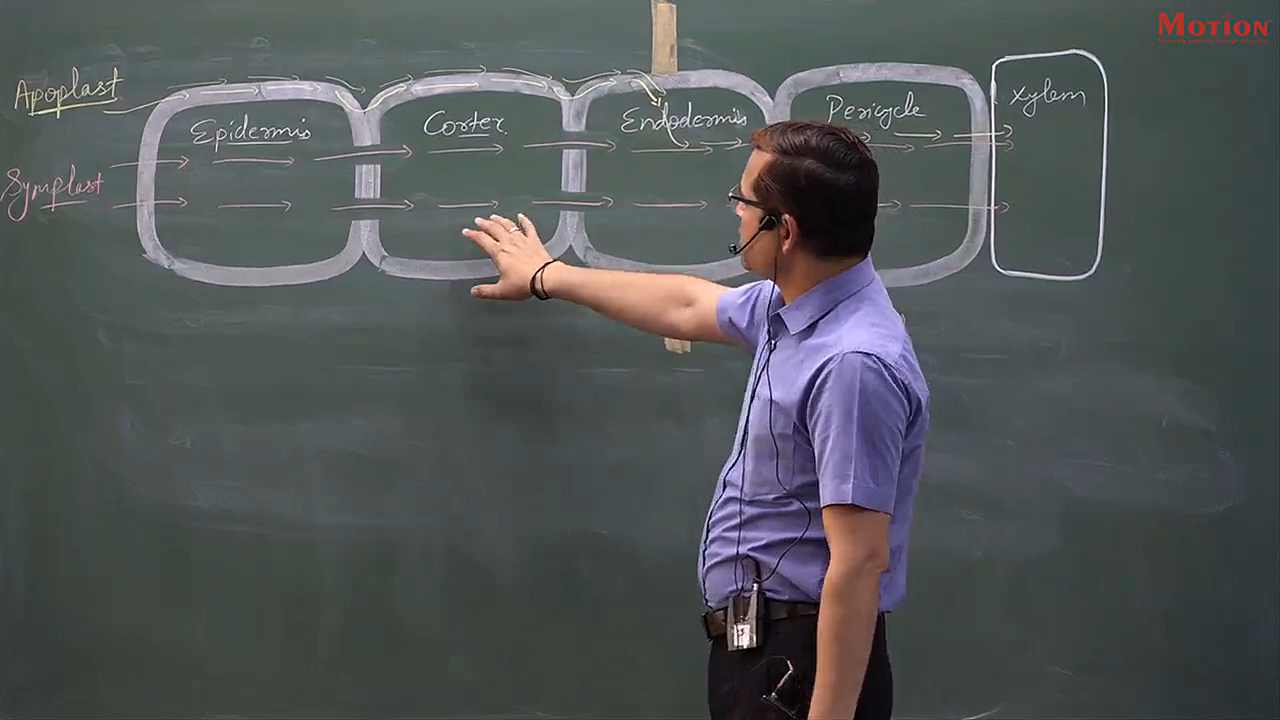 MOTION
Apoplast
Epidermis
Cortex
Endodermis
Pericycle
Xylem
Symplast